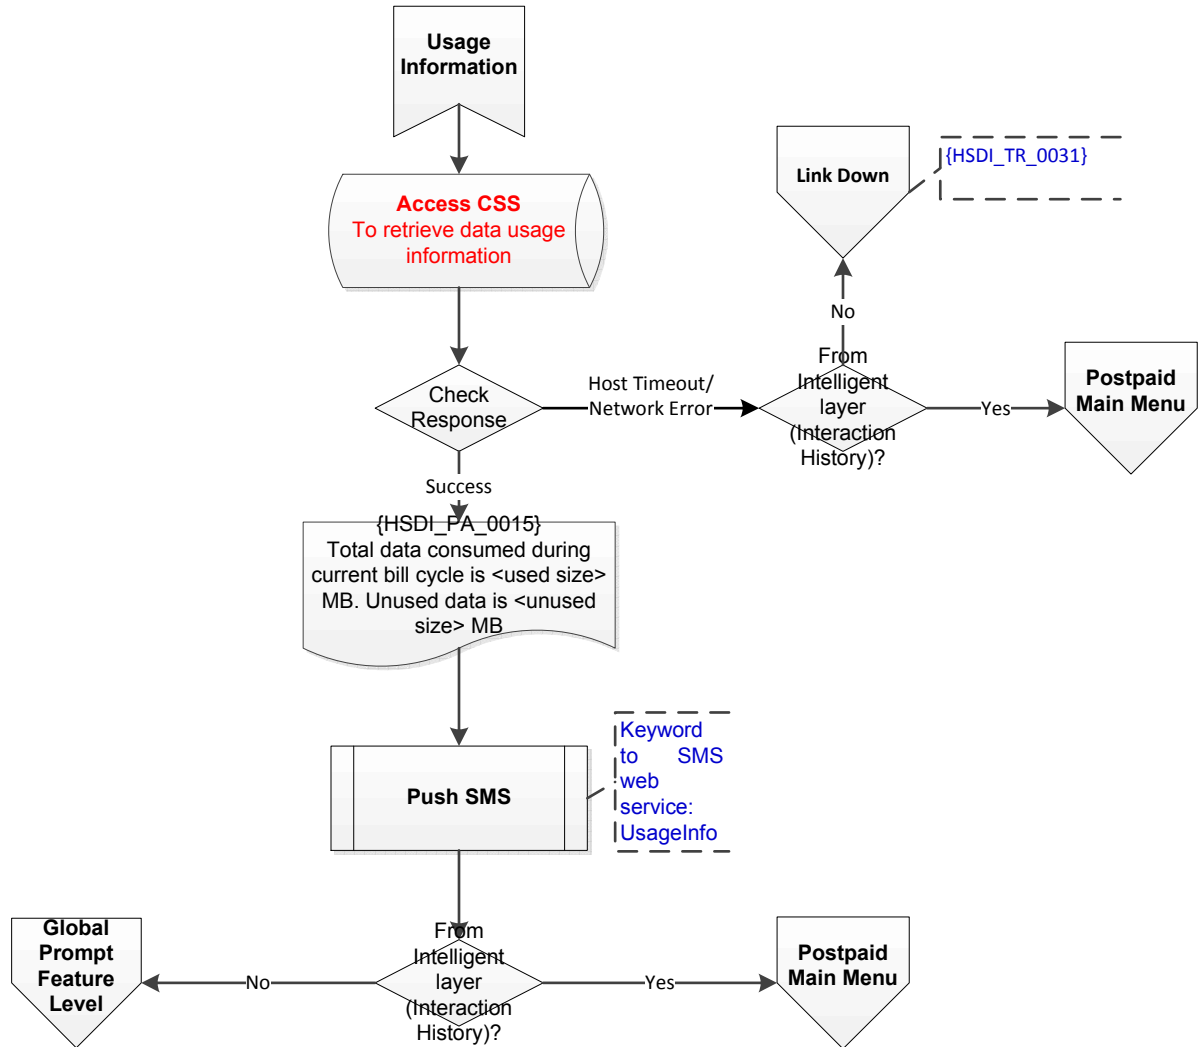 Usage
Information
Access CSS
To retrieve data usage
information
Link Down
{HSDI_TR_0031}
No
Check
Response
Host Timeout/
Network Error
From
Intelligent
layer
(Interaction
History)?
Yes
Postpaid
Main Menu
Success
{HSDI_PA_0015}
Total data consumed during
current bill cycle is <used size>
MB. Unused data is <unused
size> MB
Push SMS
Keyword
to SMS
web
service:
UsageInfo
Global
Prompt
Feature
Level
No
From
Intelligent
layer
(Interaction
History)?
Yes
Postpaid
Main Menu